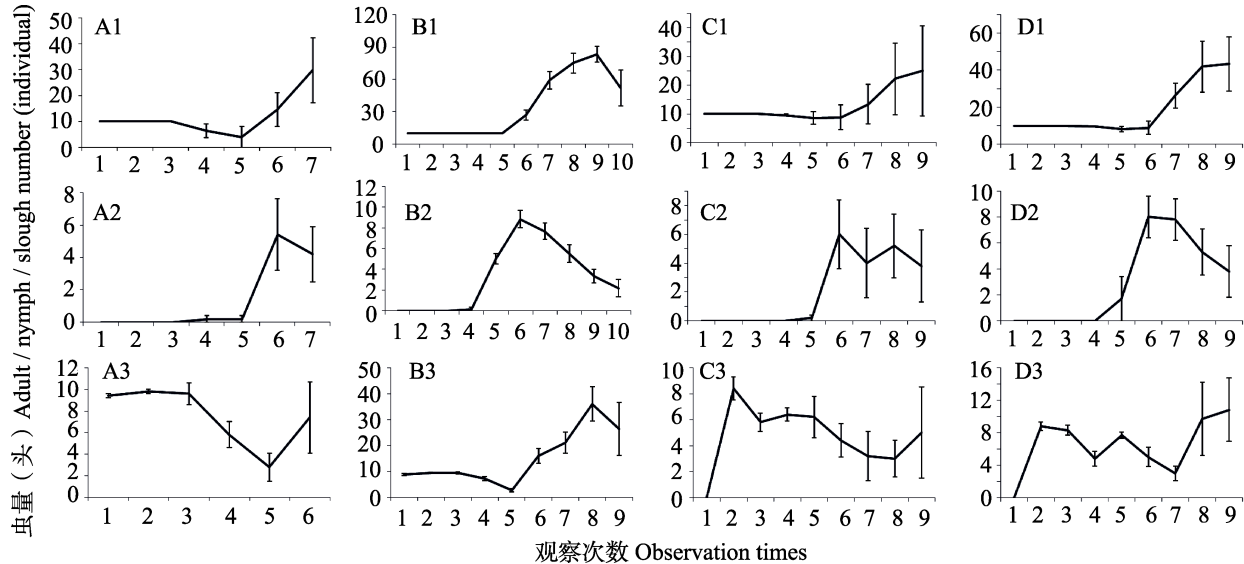 虫量（头）Adult / nymph / slough number (individual)
A1
50
40
30
20
10
0
1 2 3 4 5 6 7
B1
120
90
60
30
0
1 2 3 4 5 6 7 8 9 10
C1
40
30
20
10
0
1 2 3 4 5 6 7 8 9
D1
60
40
20
0
1 2 3 4 5 6 7 8 9
A2
8
6
4
2
0
1 2 3 4 5 6 7
B2
12
10
8
6
4
2
0
1 2 3 4 5 6 7 8 9 10
C2
8
6
4
2
0
1 2 3 4 5 6 7 8 9
D2
10
8
6
4
2
0
1 2 3 4 5 6 7 8 9
A3
12
10
8
6
4
2
0
1 2 3 4 5 6
B3
50
40
30
20
10
0
1 2 3 4 5 6 7 8 9
C3
10
8
6
4
2
0
1 2 3 4 5 6 7 8 9
D3
16
12
8
4
0
1 2 3 4 5 6 7 8 9
观察次数 Observation times